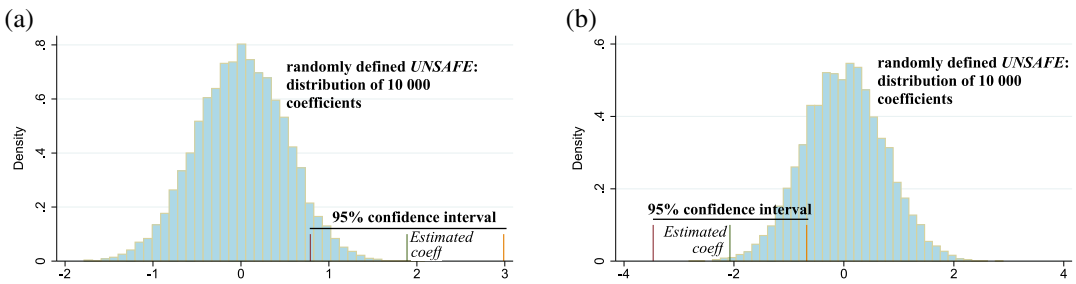 (a)
.8
.6
.4
.2
0
Density
randomly defined UNSAFE:
distribution of 10 000
coefficients
95% confidence interval
Estimated
coeff
-2
-1
0
1
2
3
(b)
.6
.4
.2
0
Density
randomly defined UNSAFE:
distribution of 10 000
coefficients
95% confidence interval
Estimated
coeff
-4
-2
0
2
4